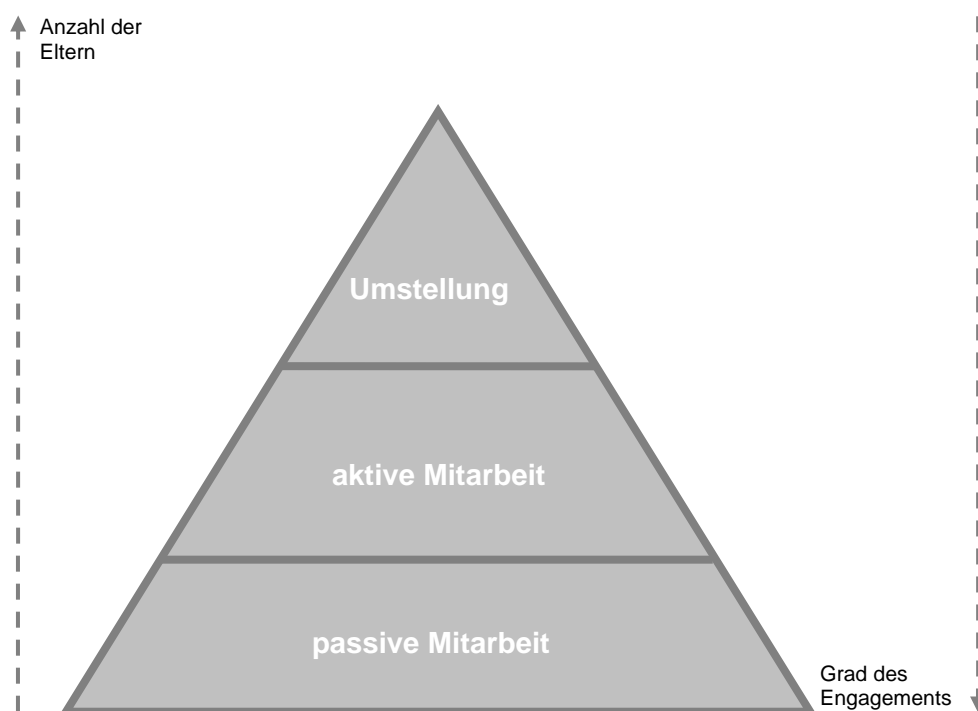 Anzahl der
Eltern
Umstellung
aktive Mitarbeit
passive Mitarbeit
Grad des
Engagements